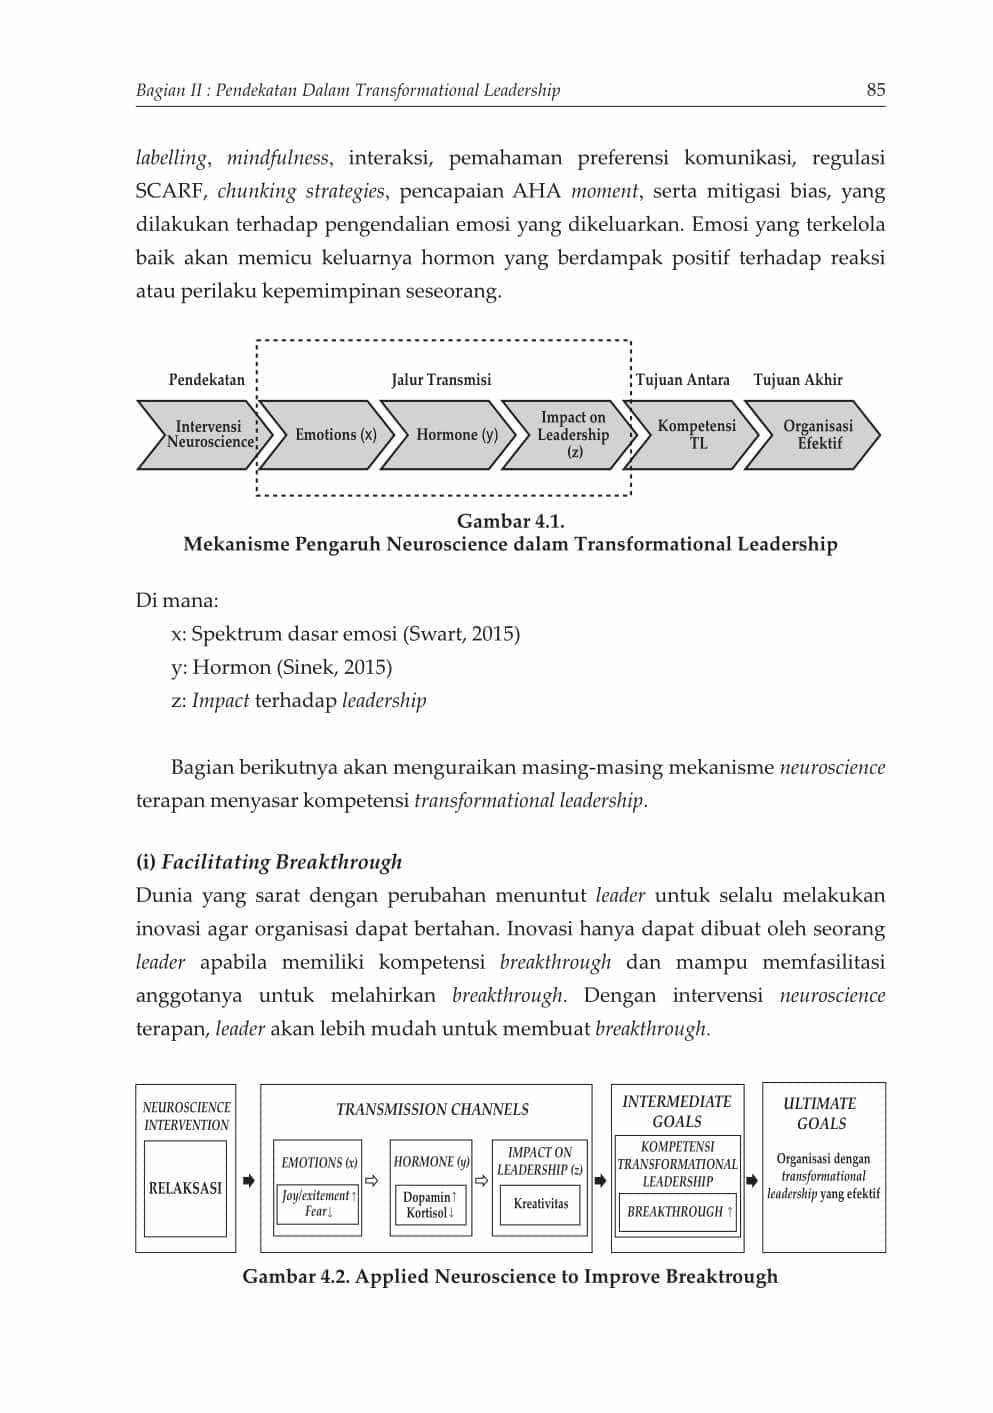 Bagian II : Pendekatan Dalam Transformational Leadership 85
labelling, mindfulness, interaksi, pemahaman preferensi komunikasi, regulasi
SCARF, chunking strategies, pencapaian AHA moment, serta mitigasi bias, yang
dilakukan terhadap pengendalian emosi yang dikeluarkan. Emosi yang terkelola
baik akan memicu keluarnya hormon yang berdampak positif terhadap reaksi
atau perilaku kepemimpinan seseorang.
Pendekatan
Jalur Transmisi
Tujuan Antara
Tujuan Akhir
Intervensi
Neuroscience
Emotions (x)
Hormone (y)
Impact on
Leadership
(z)
Kompetensi
TL
Organisasi
Efektif
Gambar 4.1.
Mekanisme Pengaruh Neuroscience dalam Transformational Leadership
Di mana:
x: Spektrum dasar emosi (Swart, 2015)
y: Hormon (Sinek, 2015)
z: Impact terhadap leadership
Bagian berikutnya akan menguraikan masing-masing mekanisme neuroscience
terapan menyasar kompetensi transformational leadership.
(i) Facilitating Breakthrough
Dunia yang sarat dengan perubahan menuntut leader untuk selalu melakukan
inovasi agar organisasi dapat bertahan. Inovasi hanya dapat dibuat oleh seorang
leader apabila memiliki kompetensi breakthrough dan mampu memfasilitasi
anggotanya untuk melahirkan breakthrough. Dengan intervensi neuroscience
terapan, leader akan lebih mudah untuk membuat breakthrough.
NEUROSCIENCE
INTERVENTION
RELAKSASI
TRANSMISSION CHANNELS
EMOTIONS (x)
Joy/exitement↑
Fear↓
HORMONE (y)
Dopamin↑
Kortisol↓
IMPACT ON
LEADERSHIP (z)
Kreativitas
INTERMEDIATE
GOALS
KOMPETENSI
TRANSFORMATIONAL
LEADERSHIP
BREAKTHROUGH ↑
ULTIMATE
GOALS
Organisasi dengan
transformational
leadership yang efektif
Gambar 4.2. Applied Neuroscience to Improve Breaktrough